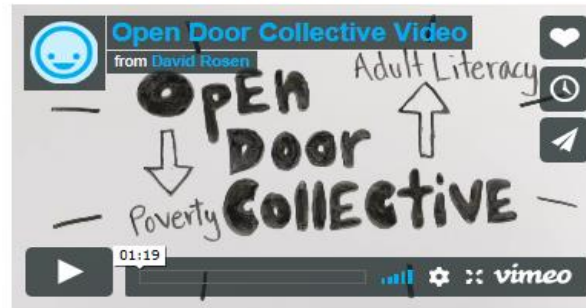 Open Door Collective Video
from David Rosen
Adult Literacy
OpEn
DooR
CollEctivE
Poverty
01:19
vimeo